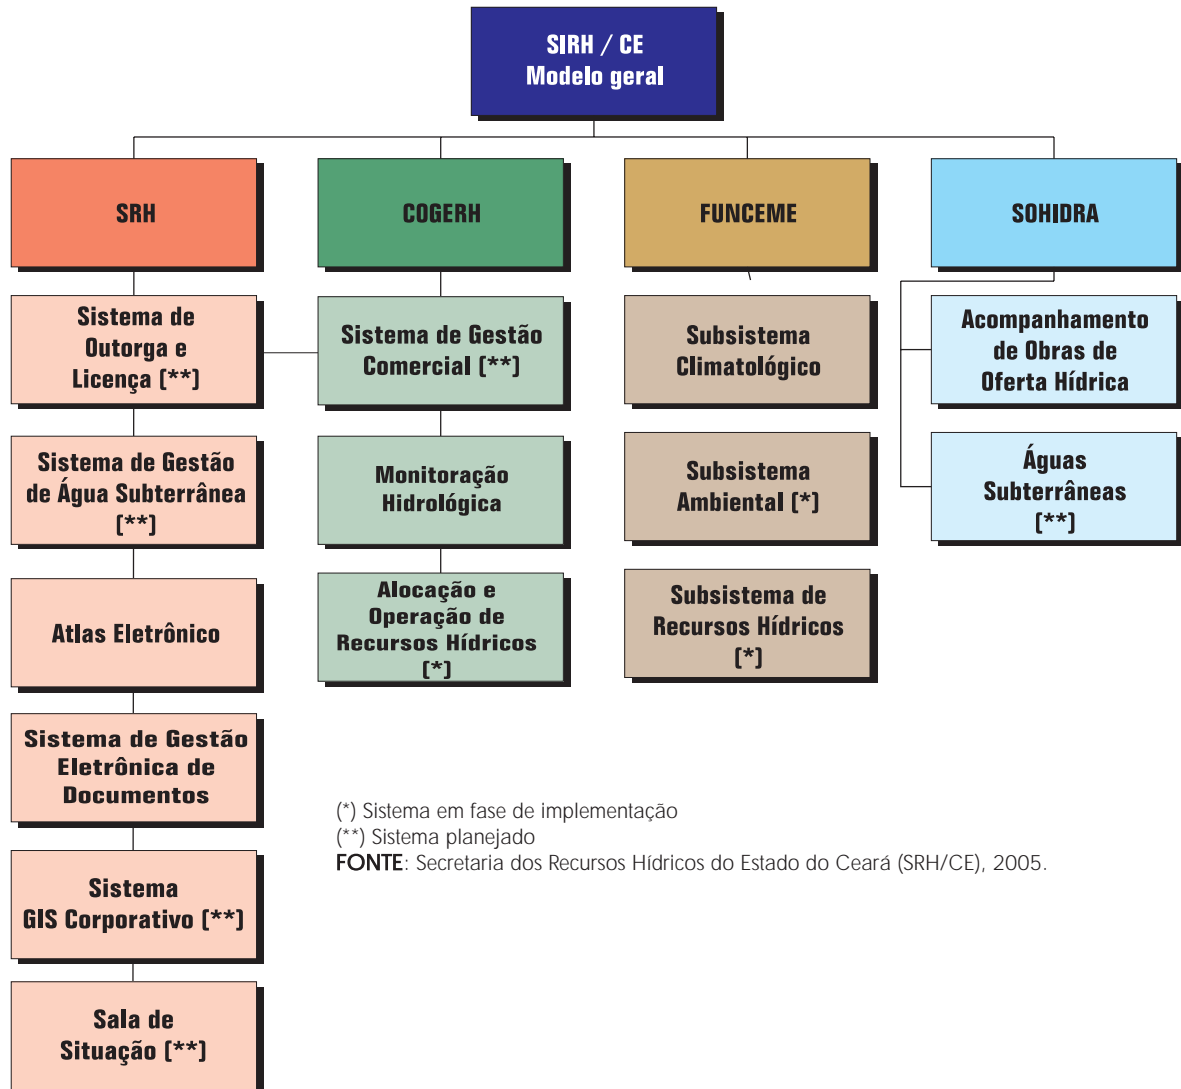 SIRH / CE
Modelo geral
SRH
COGERH
FUNCEME
SOHIDRA
Sistema de
Outorga e
Licença (**)
Sistema de Gestão
de Água Subterrânea
(**)
Atlas Eletrônico
Sistema de Gestão
Eletrônica de
Documentos
Sistema
GIS Corporativo (**)
Sala de
Situação (**)
Sistema de Gestão
Comercial (**)
Monitoração
Hidrológica
Alocação e
Operação de
Recursos Hídricos
(*)
Subsistema
Climatológico
Subsistema
Ambiental (*)
Subsistema de
Recursos Hídricos
(*)
Acompanhamento
de Obras de
Oferta Hídrica
Águas
Subterrâneas
(**)
(*) Sistema em fase de implementação
(**) Sistema planejado
FONTE: Secretaria dos Recursos Hídricos do Estado do Ceará (SRH/CE), 2005.